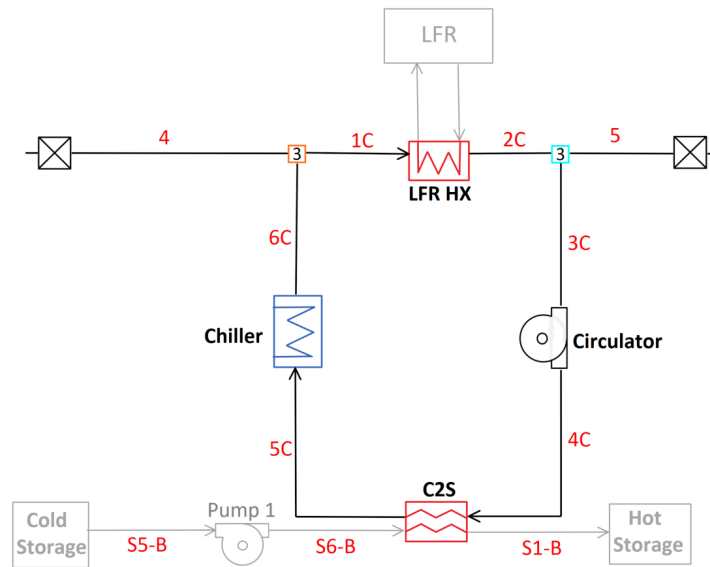 LFR
4
3
1C
2C
3
5
LFR HX
6C
3C
Chiller
Circulator
5C
4C
C2S
Cold
Storage
S5-B
Pump 1
S6-B
S1-B
Hot
Storage